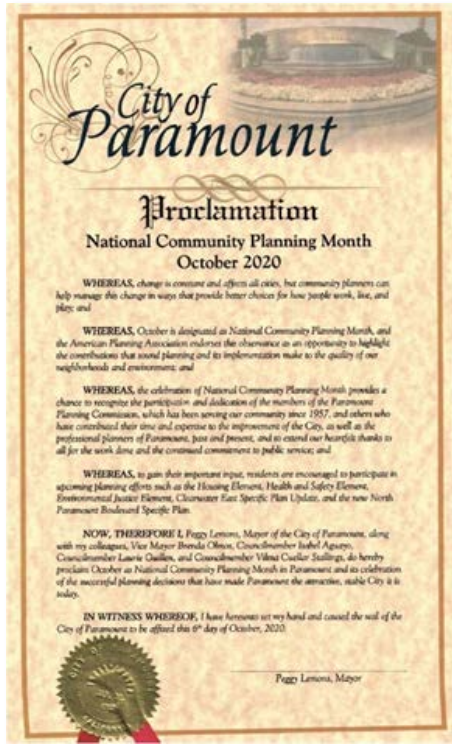 City of
Paramount
Proclamation
National Community Planning Month
October 2020
WHEREAS, change is constant and affects all cities, but community planners can
help manage this change in ways that provide better choices for how people work, live, and
play; and
WHEREAS, October is designated as National Community Planning Month, and
the American Planning Association endorses this observance as an opportunity to highlight
the contributions that sound planning and its implementation make to the quality of our
neighborhoods and environment; and
WHEREAS, the celebration of National Community Planning Month provides a
chance to recognize the participation and dedication of the members of the Paramount
Planning Commission, which has been serving our community since 1957, and others who
have contributed their time and expertise to the improvement of the City, as well as the
professional planners of Paramount, past and present, and to extend our heartfelt thanks to
all for the work done and the continued commitment to public service; and
WHEREAS, to gain their important input, residents are encouraged to participate in
upcoming planning efforts such as the Housing Element, Health and Safety Element,
Environmental Justice Element, Clearwater East Specific Plan Update, and the new North
Paramount Boulevard Specific Plan.
NOW, THEREFORE I, Peggy Lemons, Mayor of the City of Paramount, along
with my colleagues, Vice Mayor Brenda Olmos, Councilmember Isabel Aguayo,
Councilmember Laurie Guillen, and Councilmember Vilma Cuellar Stallings, do hereby
proclaim October as National Community Planning Month in Paramount and its celebration
of the successful planning decisions that have made Paramount the attractive, stable City it is
today.
IN WITNESS WHEREOF, I have hereunto set my hand and caused the seal of the
City of Paramount to be affixed this 6th day of October, 2020.
Peggy Lemons, Mayor